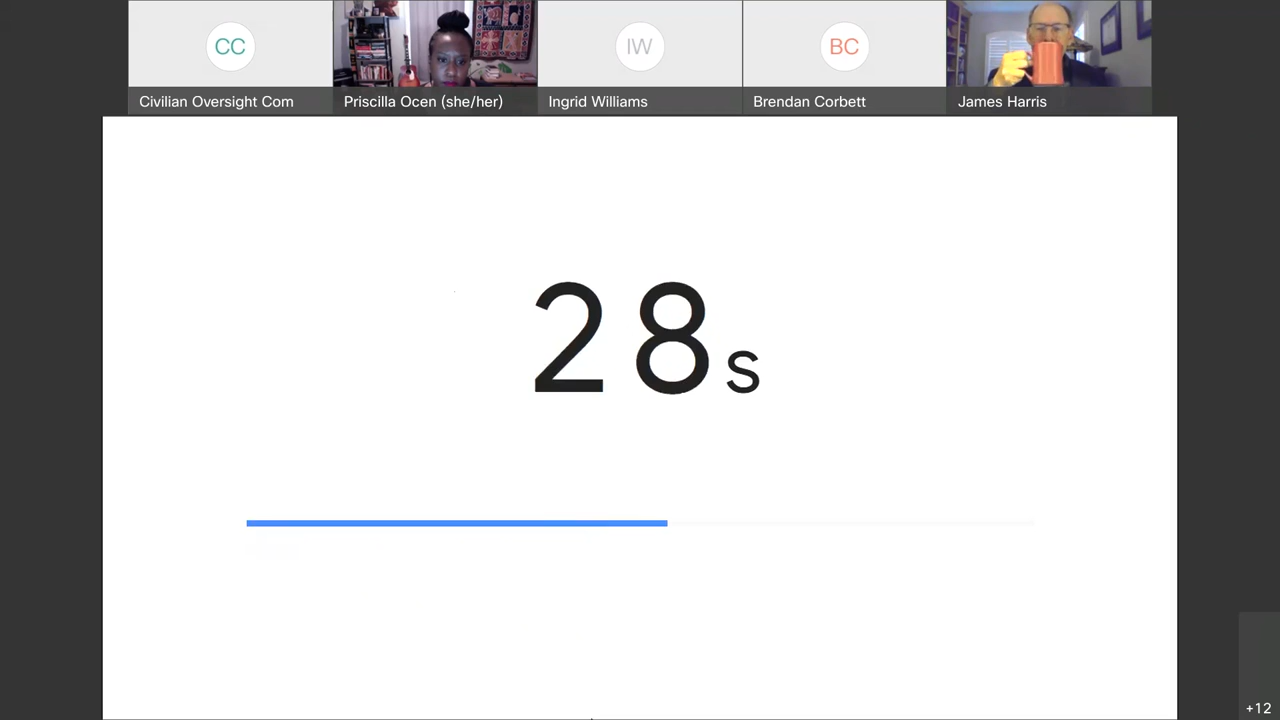 CC
IW
BC
Civilian Oversight Com
Priscilla Ocen (she/her)
Ingrid Williams
Brendan Corbett
James Harris
28s
+12